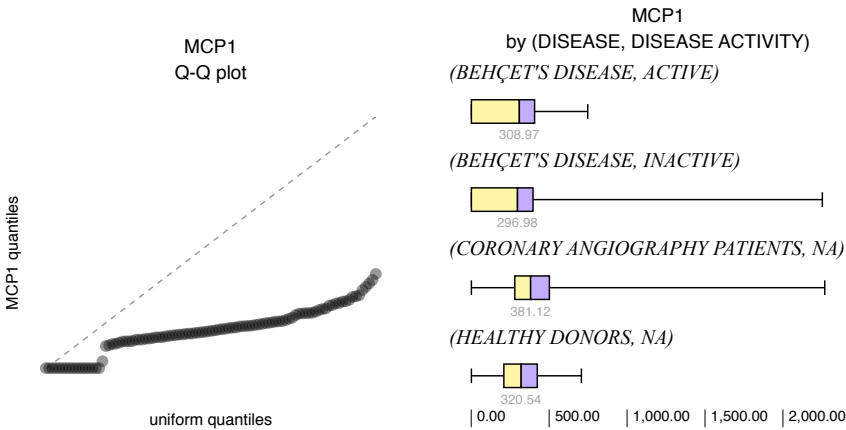 MCP1
Q-Q plot
MCP1 quantiles
uniform quantiles
MCP1
by (DISEASE, DISEASE ACTIVITY)
(BEHÇET'S DISEASE, ACTIVE)
308.97
(BEHÇET'S DISEASE, INACTIVE)
296.98
(CORONARY ANGIOGRAPHY PATIENTS, NA)
381.12
(HEALTHY DONORS, NA)
320.54
0.00 500.00 1,000.00 1,500.00 2,000.00